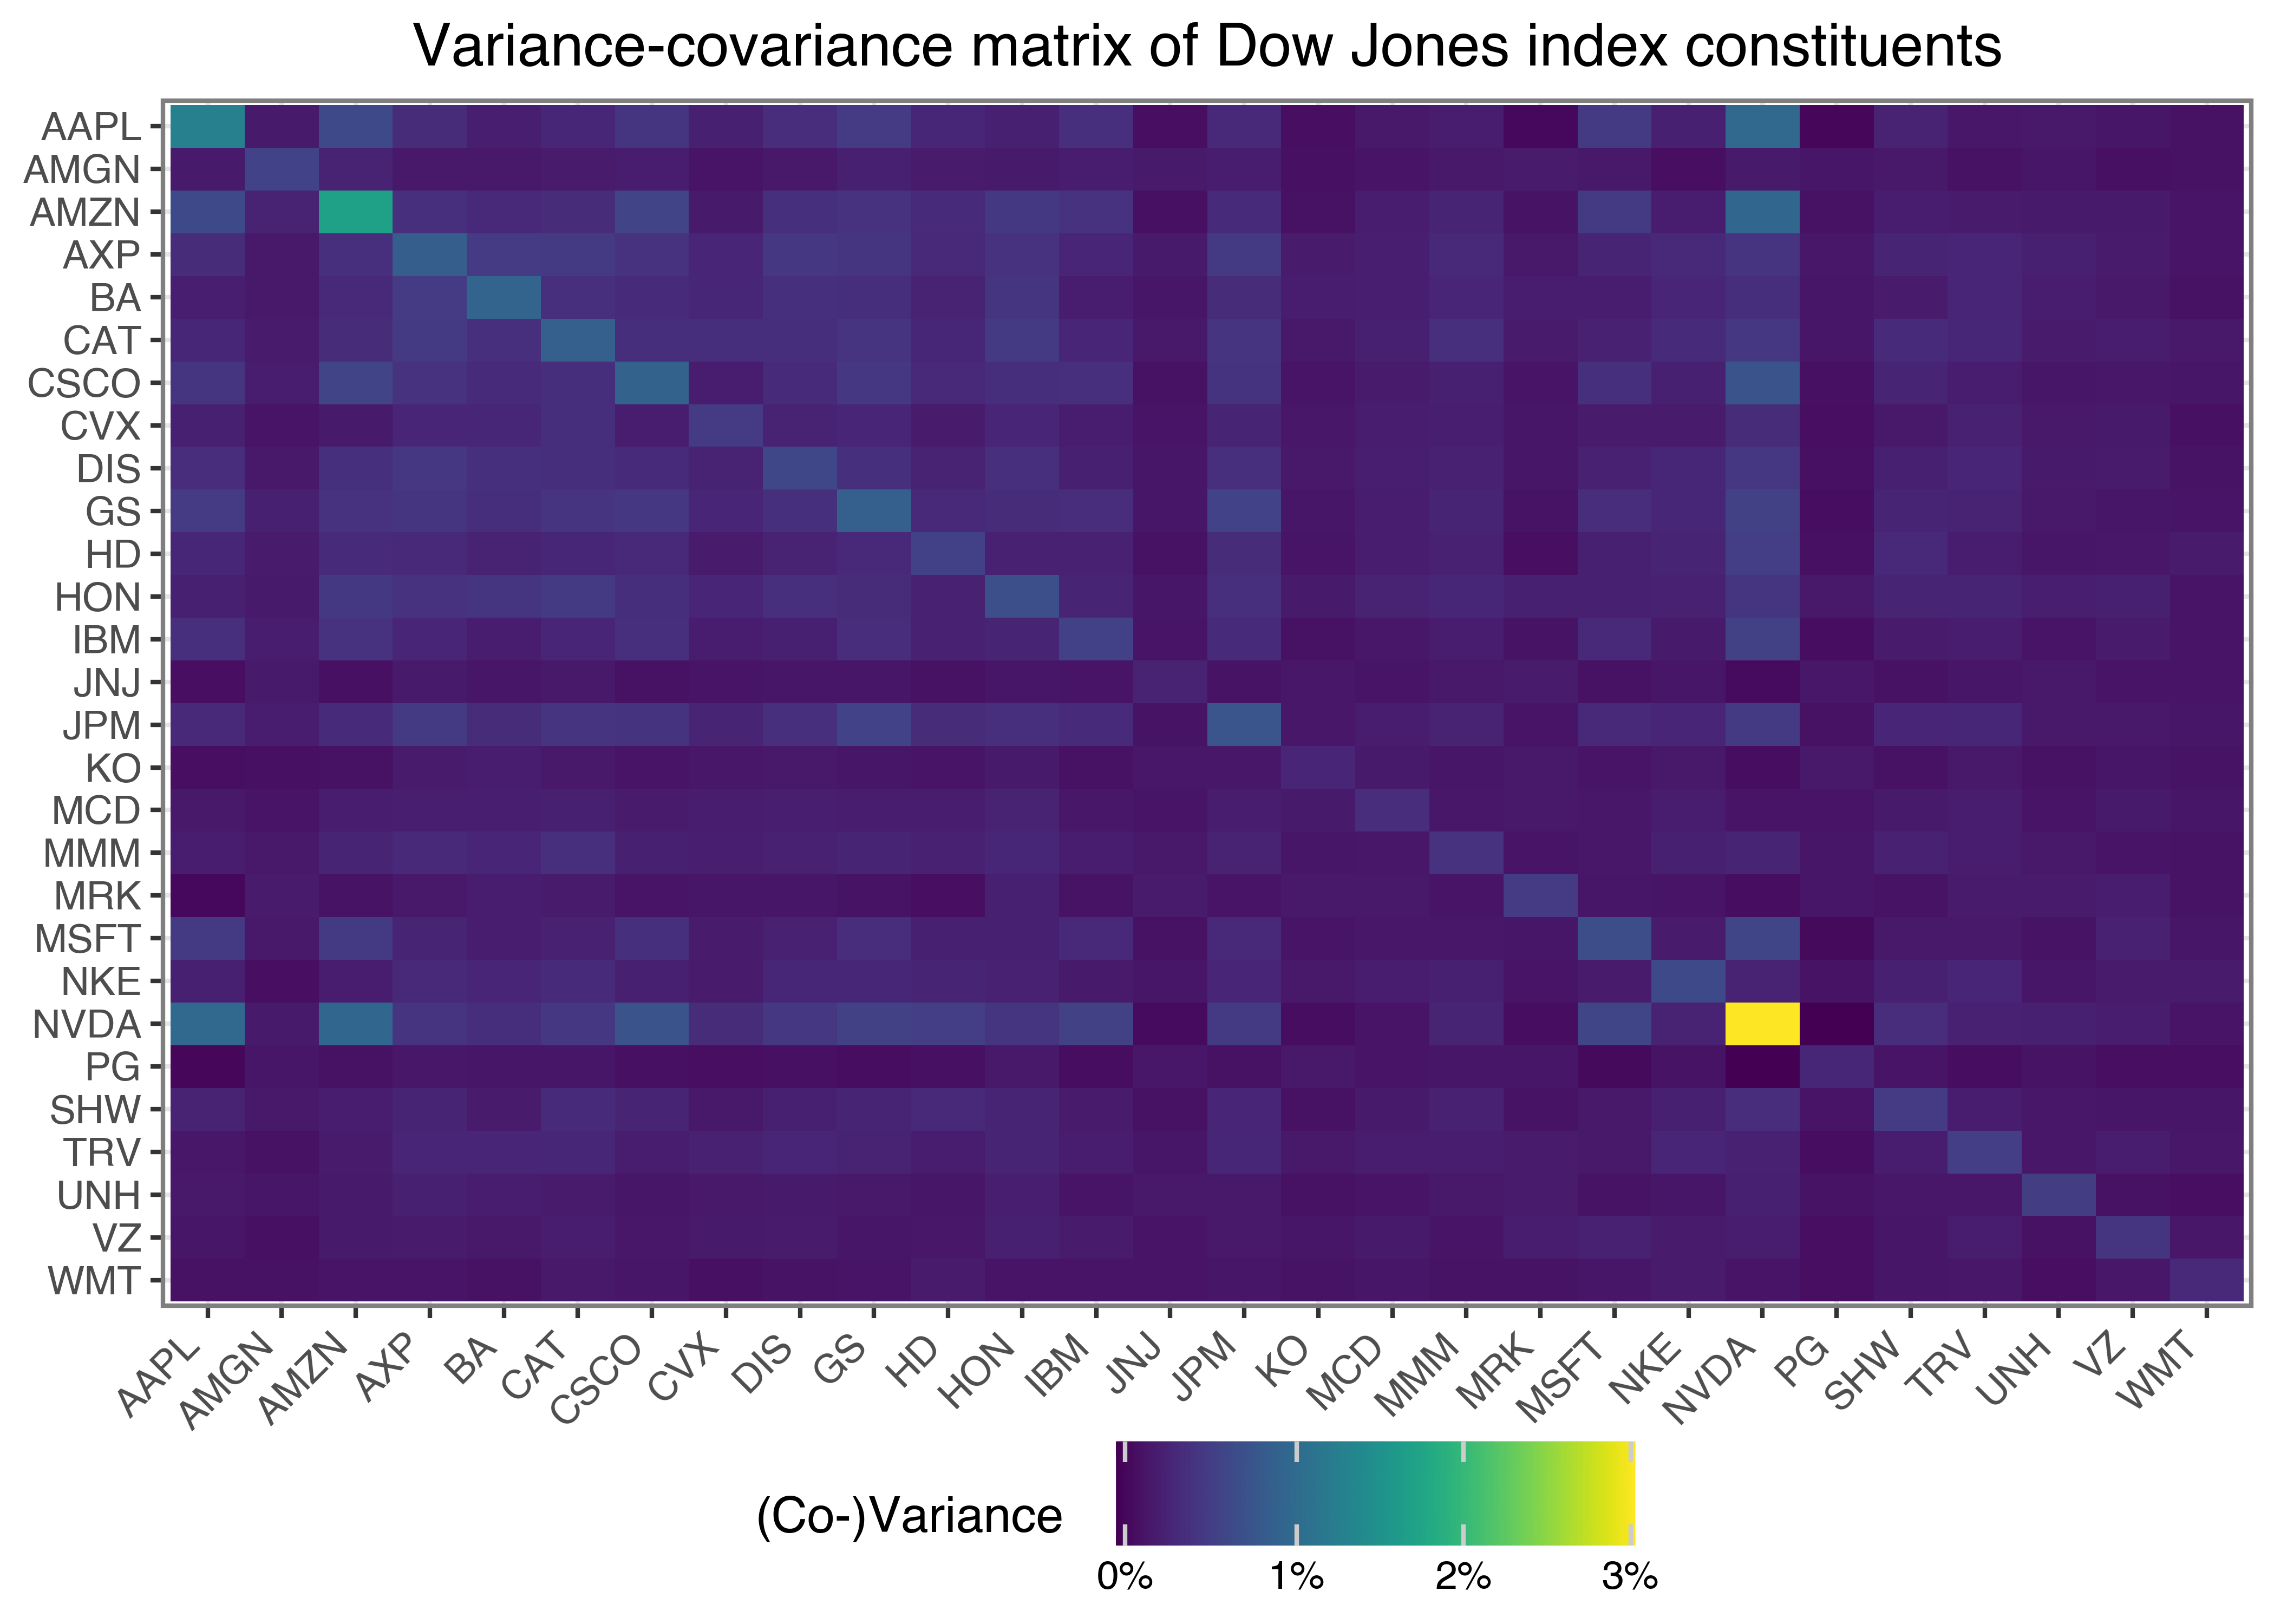 Variance-covariance matrix of Dow Jones index constituents
AAPL
AMGN
AMZN
AXP
BA
CAT
CSCO
CVX
DIS
GS
HD
HON
IBM
JNJ
JPM
KO
MCD
MMM
MRK
MSFT
NKE
NVDA
PG
SHW
TRV
UNH
VZ
WMT
AAPL AMGN AMZN AXP BA CAT CSCO CVX DIS GS HD HON IBM JNJ JPM KO MCD MMM MRK MSFT NKE NVDA PG SHW TRV UNH VZ WMT
(Co-)Variance
0% 1% 2% 3%